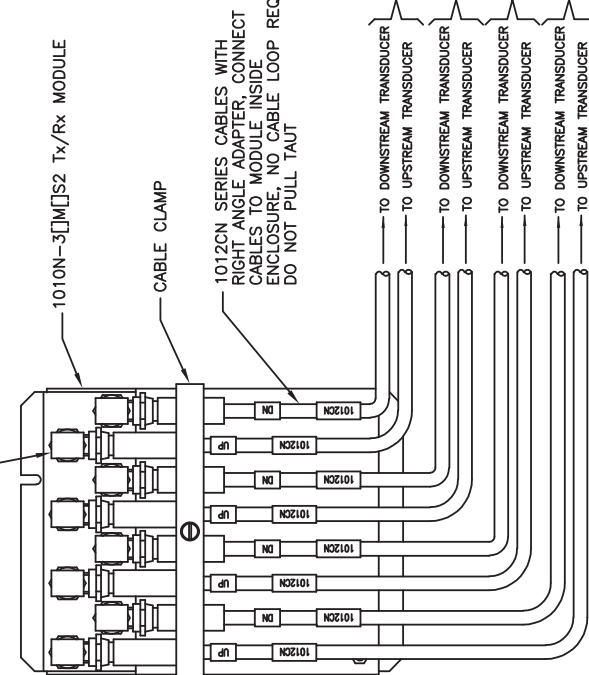 1010N-3[]M[]S2 Tx/Rx MODULE
CABLE CLAMP
1012CN SERIES CABLES WITH
RIGHT ANGLE ADAPTER, CONNECT
CABLES TO MODULE INSIDE
ENCLOSURE, NO CABLE LOOP REQ
DO NOT PULL TAUT
TO DOWNSTREAM TRANSDUCER
TO UPSTREAM TRANSDUCER
TO DOWNSTREAM TRANSDUCER
TO UPSTREAM TRANSDUCER
TO DOWNSTREAM TRANSDUCER
TO UPSTREAM TRANSDUCER
TO DOWNSTREAM TRANSDUCER
TO UPSTREAM TRANSDUCER
DN 1012CN
UP 1012CN
DN 1012CN
UP 1012CN
DN 1012CN
UP 1012CN
DN 1012CN
UP 1012CN